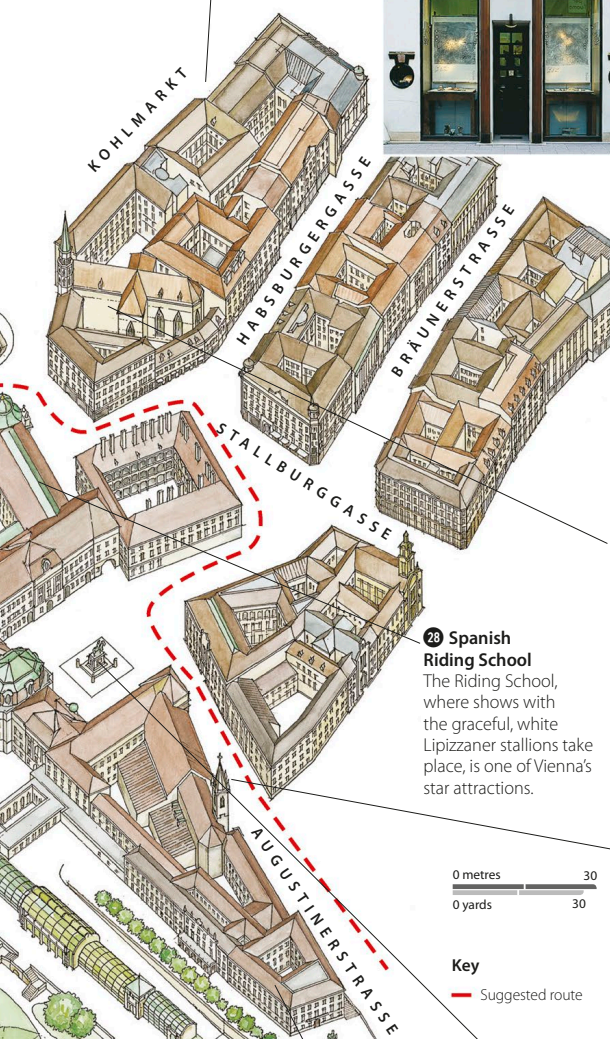 KOHLMARKT
HABSBURGERGASSE
BRÄUNERSTRASSE
STALLBURGGASSE
28 Spanish
Riding School
The Riding School,
where shows with
the graceful, white
Lipizzaner stallions take
place, is one of Vienna’s
star attractions.
AUGUSTINERSTRASSE
0 metres 30
0 yards 30
Key
Suggested route